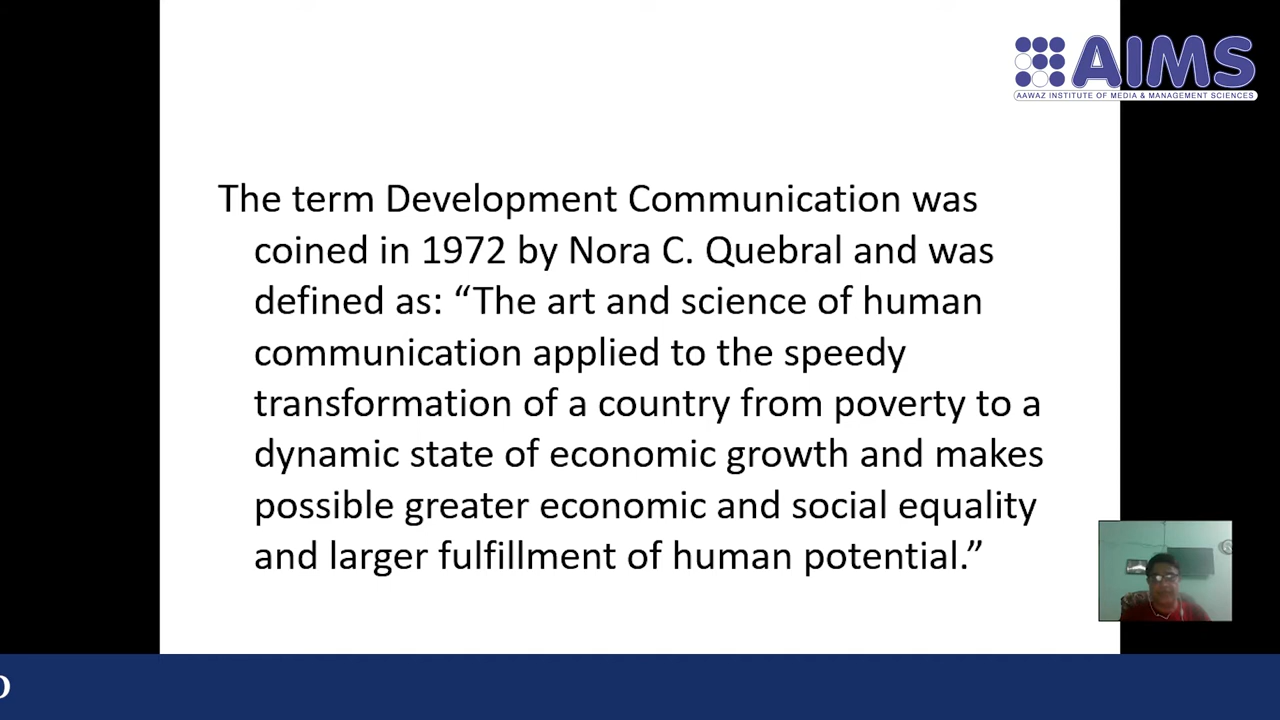 AIMS
AAWAZ INSTITUTE OF MEDIA & MANAGEMENT SCIENCES
The term Development Communication was
coined in 1972 by Nora C. Quebral and was
defined as: “The art and science of human
communication applied to the speedy
transformation of a country from poverty to a
dynamic state of economic growth and makes
possible greater economic and social equality
and larger fulfillment of human potential.”